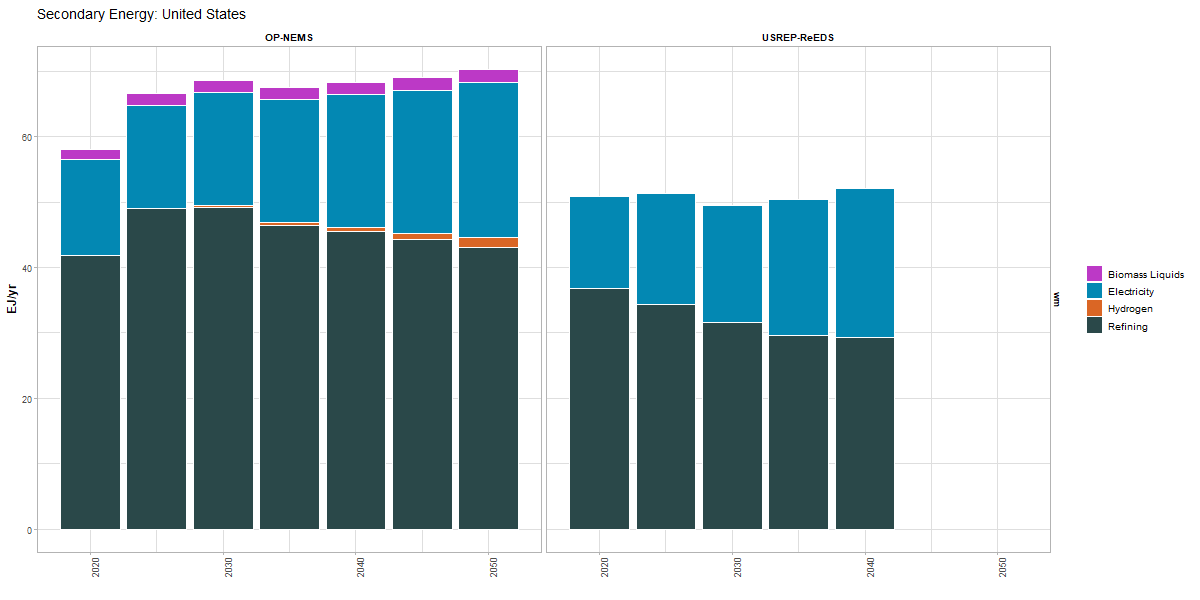 Secondary Energy: United States
OP-NEMS
USREP-ReEDS
EJ/yr
60
40
20
0
2020
2030
2040
2050
2020
2030
2040
2050
wm
Biomass Liquids
Electricity
Hydrogen
Refining